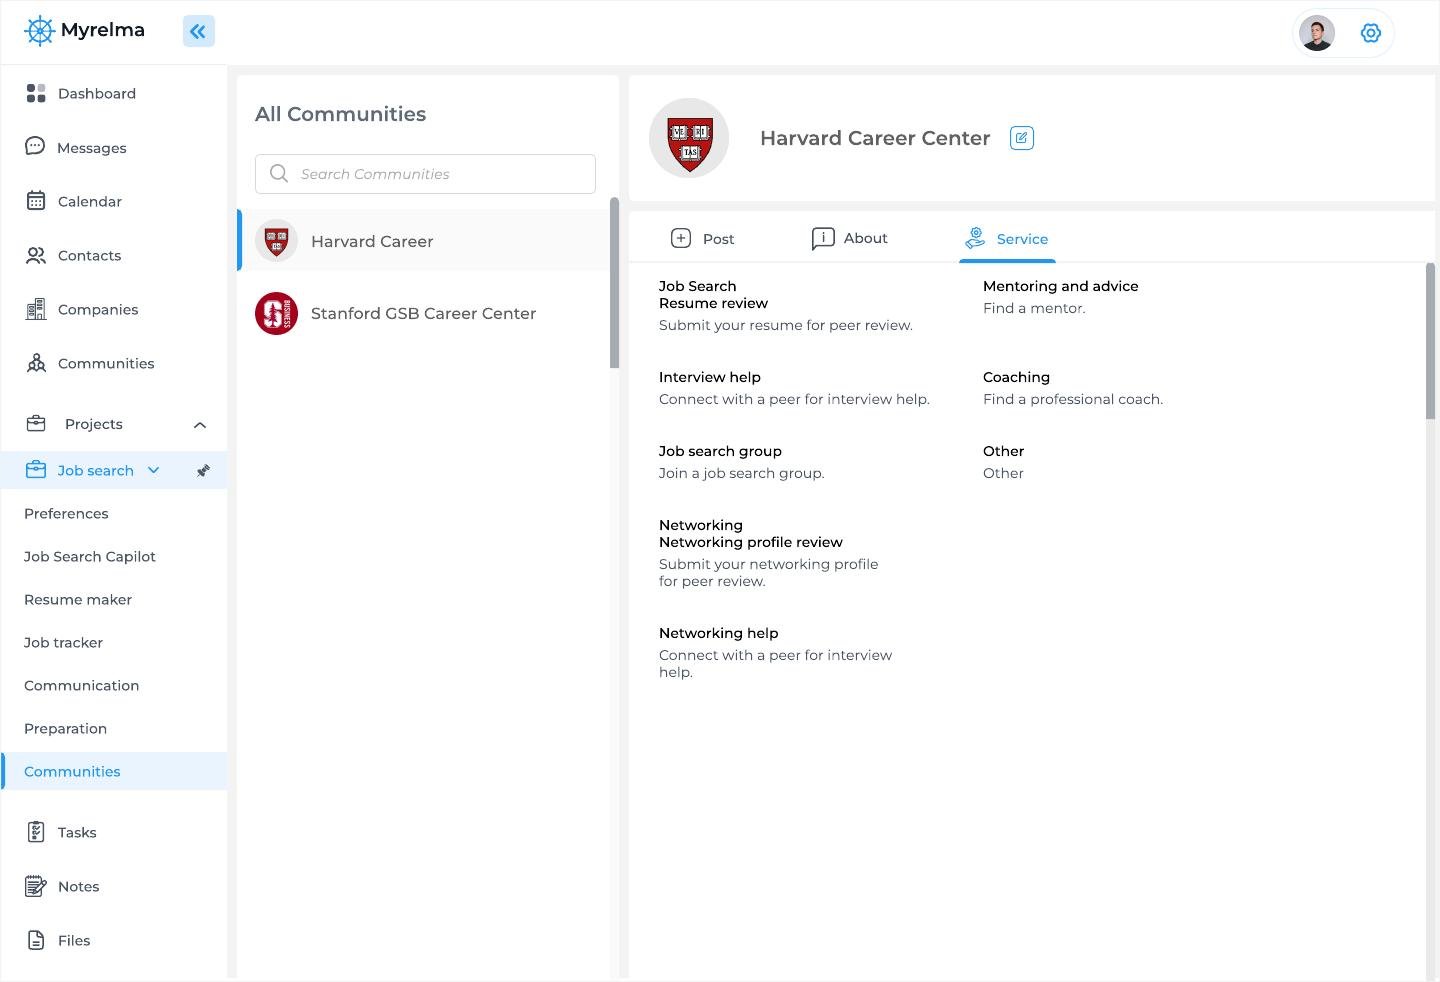 Myrelma
Dashboard
Messages
Calendar
Contacts
Companies
Communities
Projects
Job search
Preferences
Job Search Capilot
Resume maker
Job tracker
Communication
Preparation
Communities
Tasks
Notes
Files
All Communities
Search Communities
Harvard Career
BUSINESS
Stanford GSB Career Center
VE RI
TAS
Harvard Career Center
Post
About
Service
Job Search
Resume review
Submit your resume for peer review.
Interview help
Connect with a peer for interview help.
Job search group
Join a job search group.
Networking
Networking profile review
Submit your networking profile
for peer review.
Networking help
Connect with a peer for interview
help.
Mentoring and advice
Find a mentor.
Coaching
Find a professional coach.
Other
Other